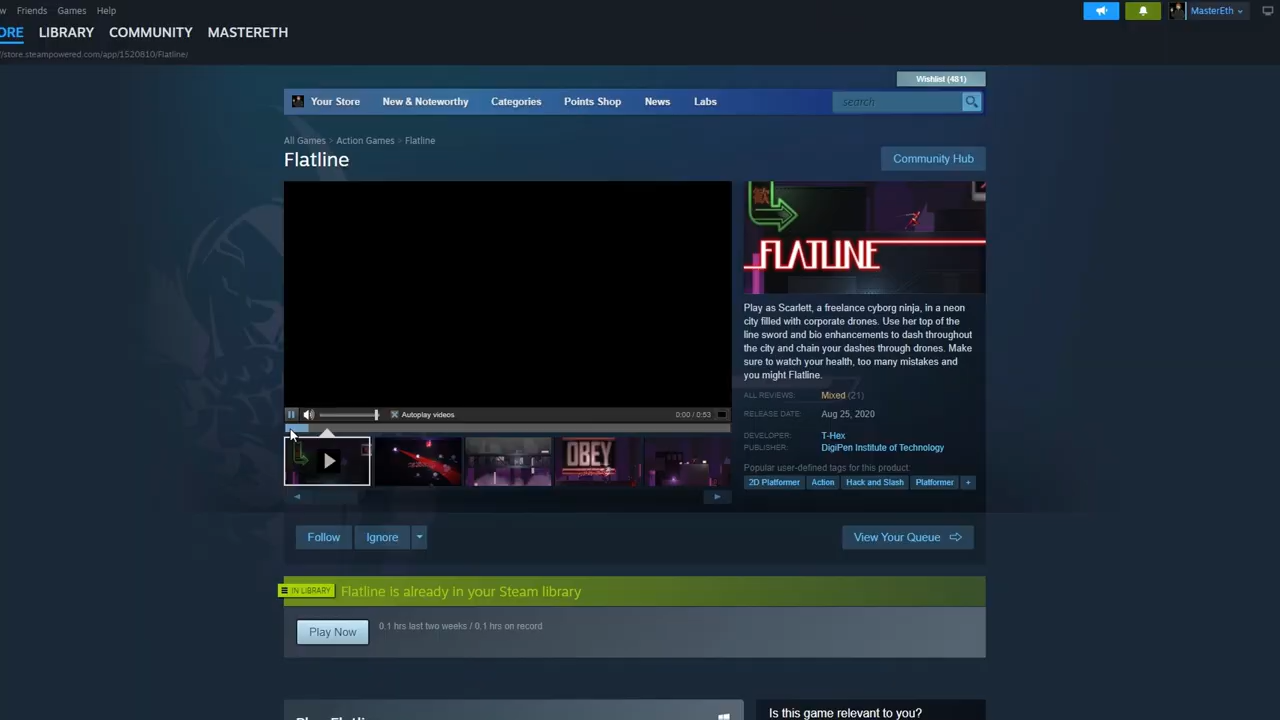 Friends Games Help
MasterEth
LIBRARY COMMUNITY MASTERETH
/store.steampowered.com/app/1520810/Flatline/
Wishlist (481)
Your Store New & Noteworthy Categories Points Shop News Labs
search
All Games > Action Games > Flatline
Flatline
Community Hub
歓
FLATLINE
Play as Scarlett, a freelance cyborg ninja, in a neon
city filled with corporate drones. Use her top of the
line sword and bio enhancements to dash throughout
the city and chain your dashes through drones. Make
sure to watch your health, too many mistakes and
you might Flatline.
ALL REVIEWS: Mixed (21)
RELEASE DATE: Aug 25, 2020
DEVELOPER: T-Hex
PUBLISHER: DigiPen Institute of Technology
Popular user-defined tags for this product:
2D Platformer Action Hack and Slash Platformer +
Autoplay videos
0:00 / 0:53
OBEY
Follow Ignore
View Your Queue
IN LIBRARY
Flatline is already in your Steam library
Play Now
0.1 hrs last two weeks / 0.1 hrs on record
Is this game relevant to you?